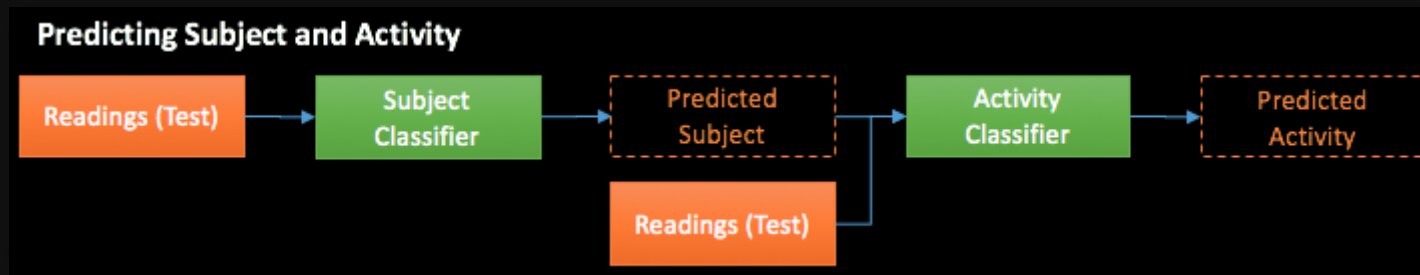 Predicting Subject and Activity
Readings (Test)
Subject
Classifier
Predicted
Subject
Activity
Classifier
Predicted
Activity
Readings (Test)